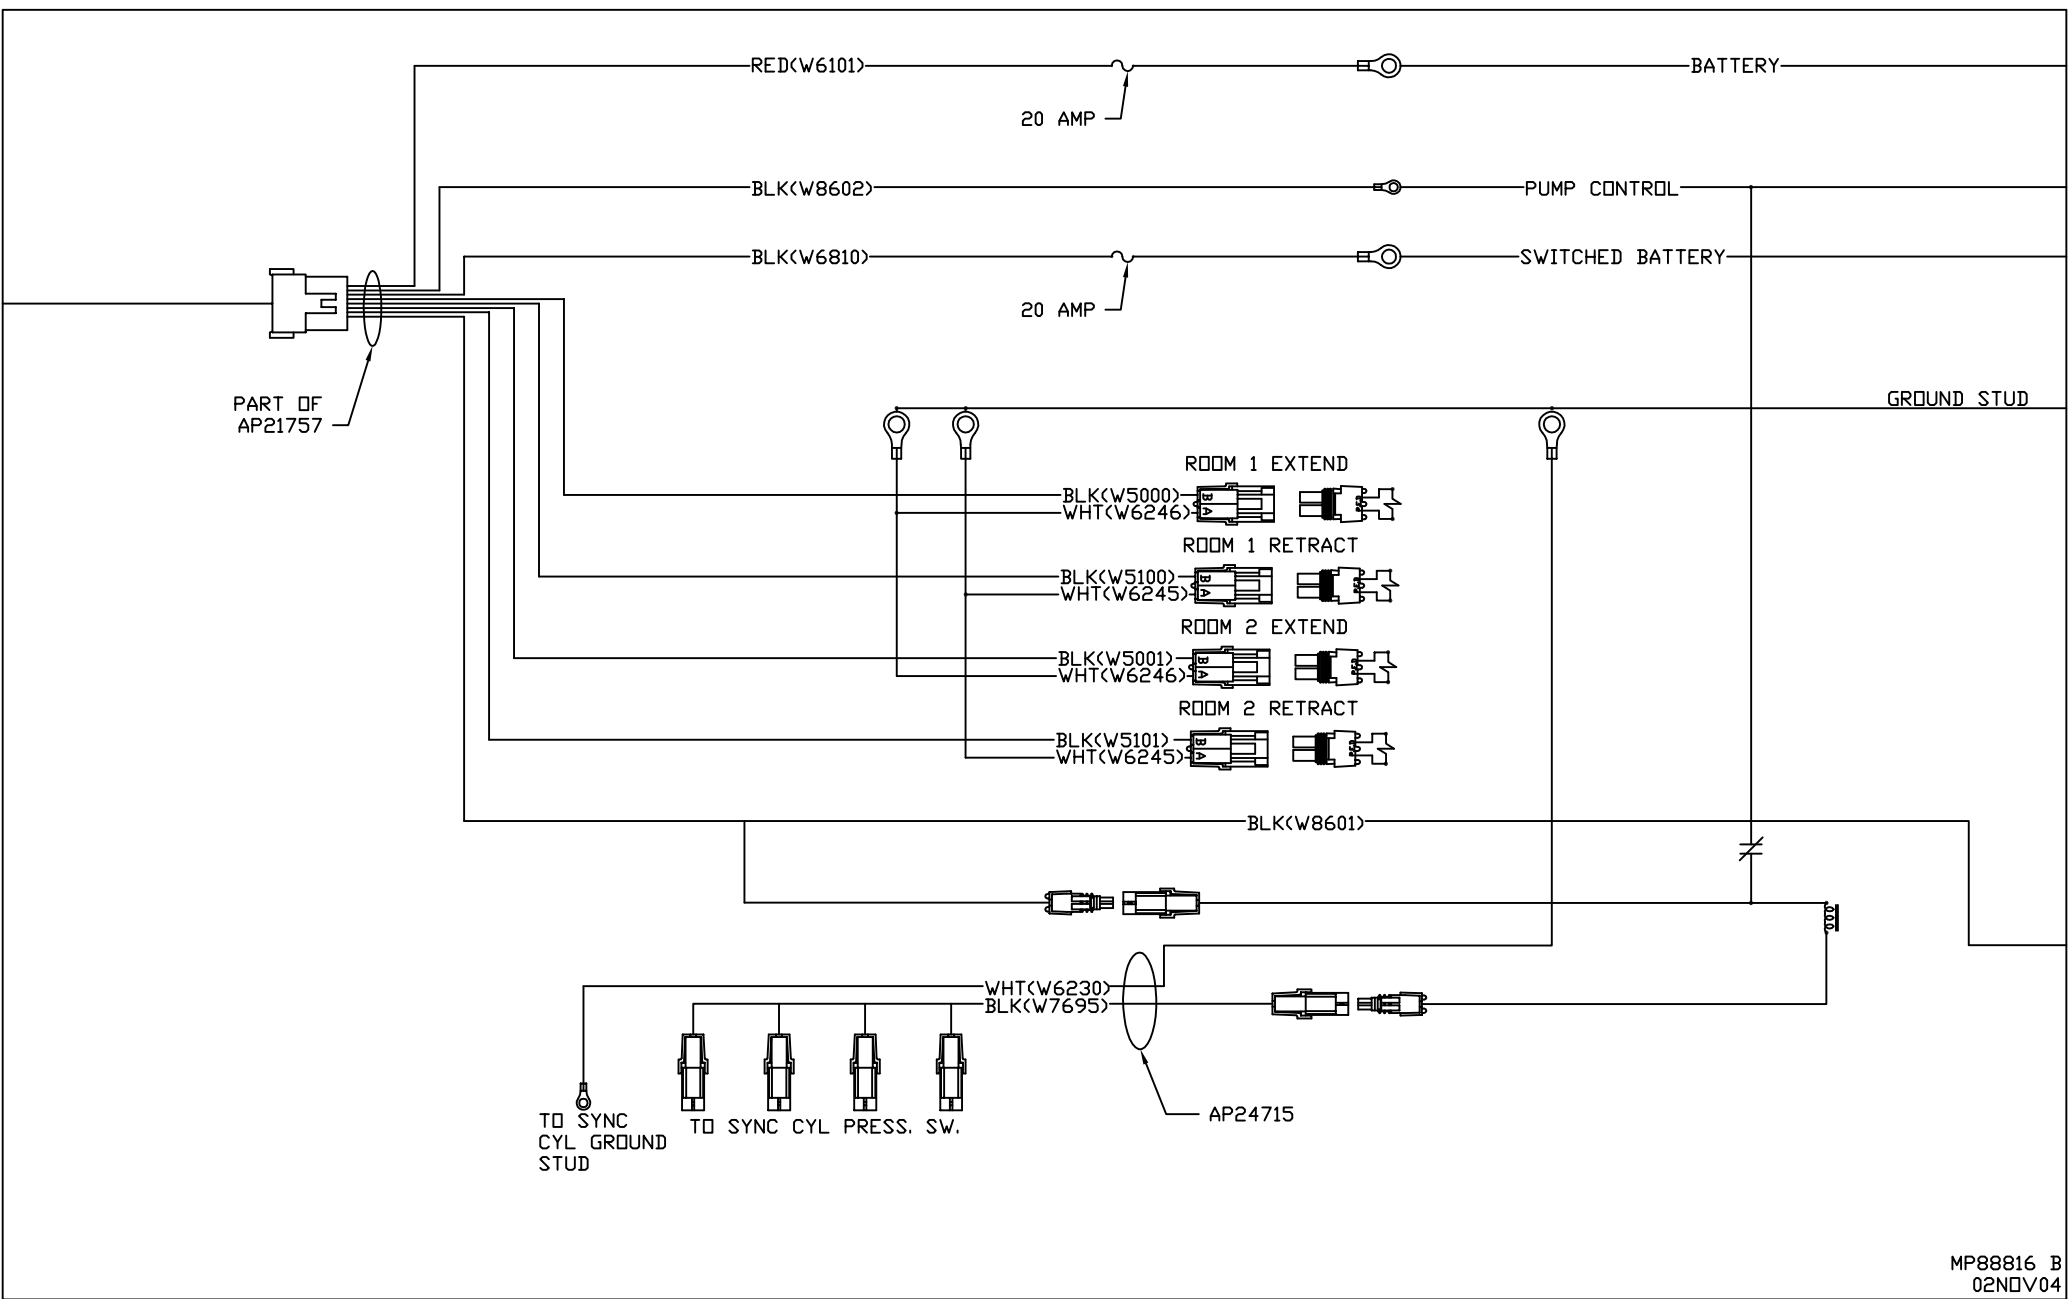 RED(W6101)
BATTERY
20 AMP
BLK(W8602)
PUMP CONTROL
BLK(W6810)
SWITCHED BATTERY
20 AMP
PART OF
AP21757
GROUND STUD
ROOM 1 EXTEND
BLK(W5000)
B
WHT(W6246)
A
ROOM 1 RETRACT
BLK(W5100)
B
WHT(W6245)
A
ROOM 2 EXTEND
BLK(W5001)
B
WHT(W6246)
A
ROOM 2 RETRACT
BLK(W5101)
B
WHT(W6245)
A
BLK(W8601)
WHT(W6230)
BLK(W7695)
AP24715
TO SYNC
CYL GROUND
STUD
TO SYNC CYL PRESS. SW.
MP88816 B
02NOV04